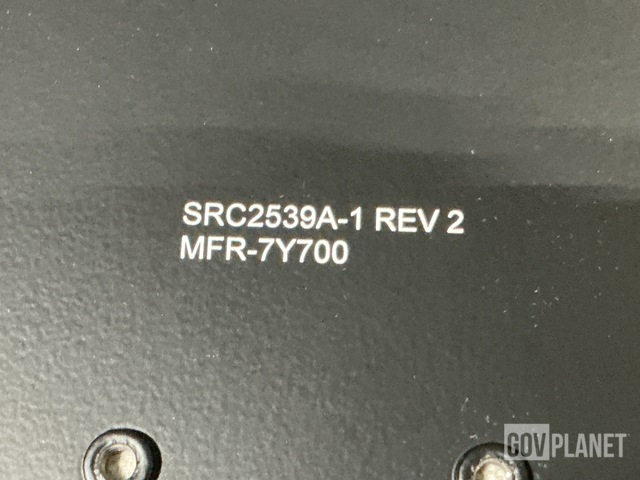 SRC2539A-1 REV 2
MFR-7Y700
GOVPLANET